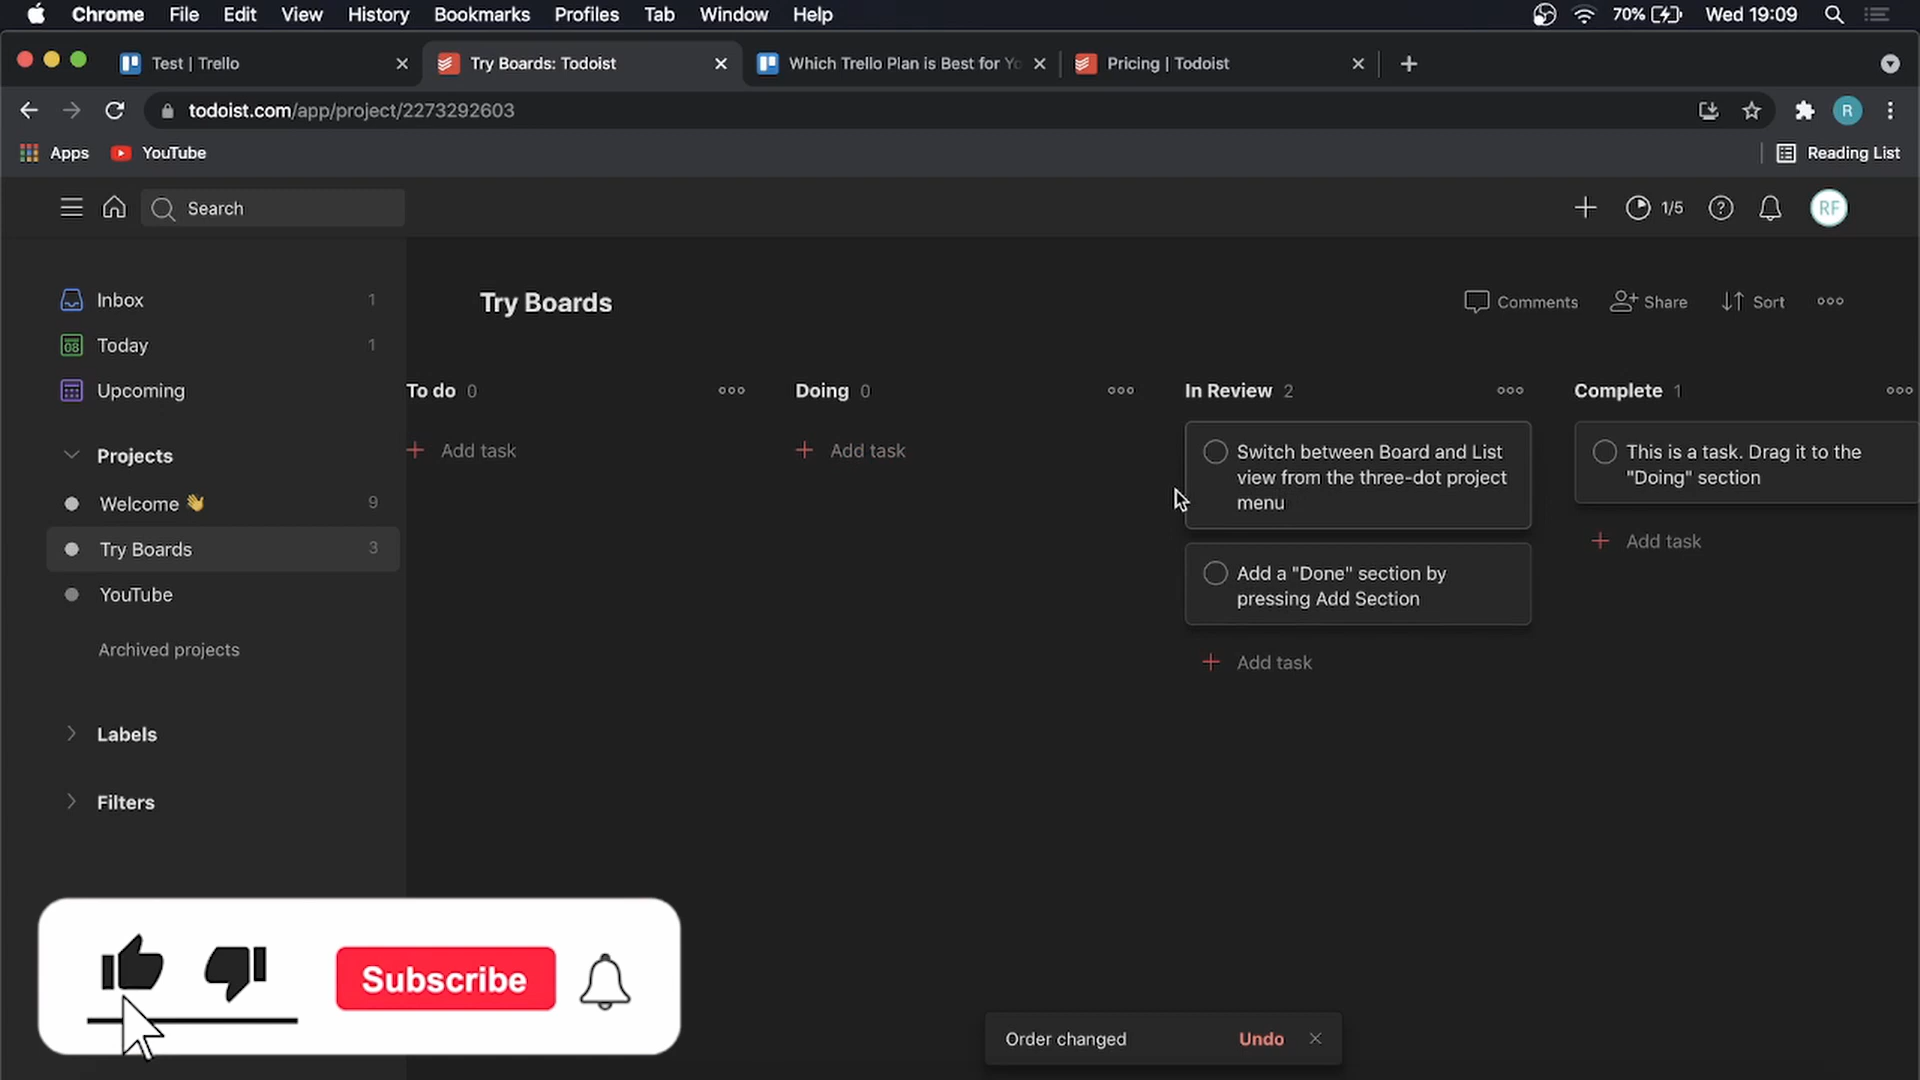 Chrome File Edit View History Bookmarks Profiles Tab Window Help 70% Wed 19:09
Test | Trello Try Boards: Todoist Which Trello Plan is Best for Yo Pricing | Todoist
todoist.com/app/project/2273292603 R
Apps YouTube Reading List
Search 1/5 RF
Inbox 1
Today 1
08
Upcoming
Projects
Welcome 👋 9
Try Boards 3
YouTube
Archived projects
Labels
Filters
Try Boards Comments Share Sort
To do 0
Add task
Doing 0
Add task
In Review 2
Switch between Board and List
view from the three-dot project
menu
Add a "Done" section by
pressing Add Section
Add task
Complete 1
This is a task. Drag it to the
"Doing" section
Add task
Subscribe
Order changed Undo